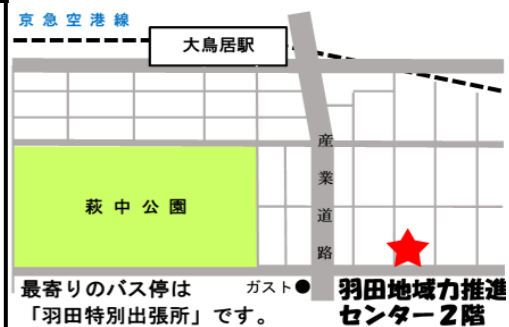 京急空港線
大鳥居駅
産業道路
萩中公園
ガスト
羽田地域力推進
センター2階
最寄りのバス停は
「羽田特別出張所」です。